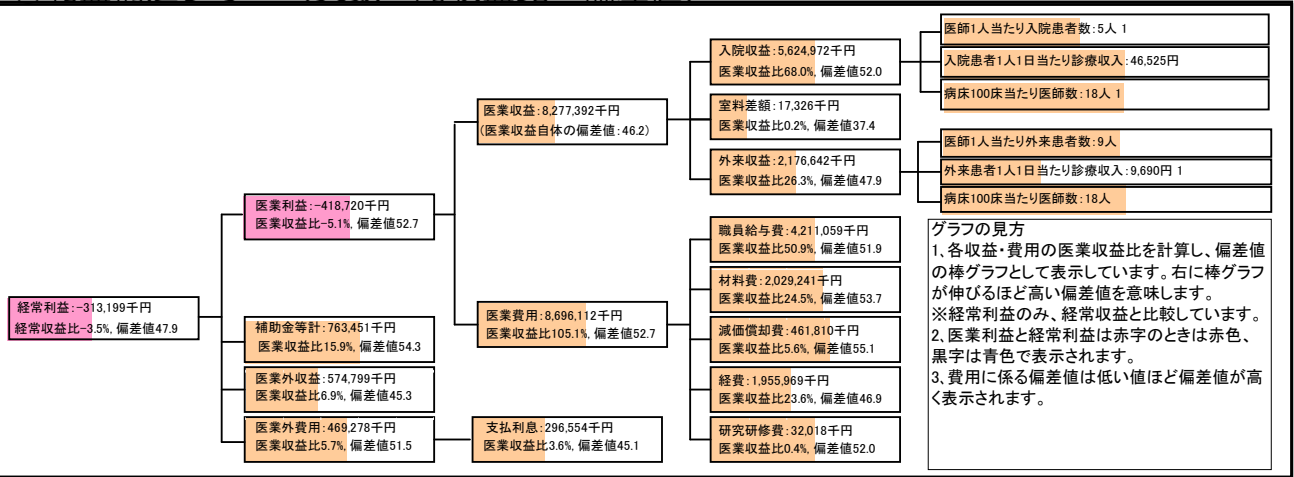 経常利益:-313,199千円
経常収益比-3.5%, 偏差値47.9
医業利益:-418,720千円
医業収益比-5.1%, 偏差値52.7
補助金等計:763,451千円
医業収益比15.9%, 偏差値54.3
医業外収益:574,799千円
医業収益比6.9%, 偏差値45.3
医業外費用:469,278千円
医業収益比5.7%, 偏差値51.5
支払利息:296,554千円
医業収益比3.6%, 偏差値45.1
医業収益:8,277,392千円
(医業収益自体の偏差値:46.2)
医業費用:8,696,112千円
医業収益比105.1%, 偏差値52.7
入院収益:5,624,972千円
医業収益比68.0%, 偏差値52.0
室料差額:17,326千円
医業収益比0.2%, 偏差値37.4
外来収益:2,176,642千円
医業収益比26.3%, 偏差値47.9
職員給与費:4,211,059千円
医業収益比50.9%, 偏差値51.9
材料費:2,029,241千円
医業収益比24.5%, 偏差値53.7
減価償却費:461,810千円
医業収益比5.6%, 偏差値55.1
経費:1,955,969千円
医業収益比23.6%, 偏差値46.9
研究研修費:32,018千円
医業収益比0.4%, 偏差値52.0
医師1人当たり入院患者数:5人 1
入院患者1人1日当たり診療収入:46,525円
病床100床当たり医師数:18人 1
医師1人当たり外来患者数:9人
外来患者1人1日当たり診療収入:9,690円 1
病床100床当たり医師数:18人
グラフの見方
1、各収益・費用の医業収益比を計算し、偏差値
の棒グラフとして表示しています。右に棒グラフ
が伸びるほど高い偏差値を意味します。
※経常利益のみ、経常収益と比較しています。
2、医業利益と経常利益は赤字のときは赤色、
黒字は青色で表示されます。
3、費用に係る偏差値は低い値ほど偏差値が高
く表示されます。